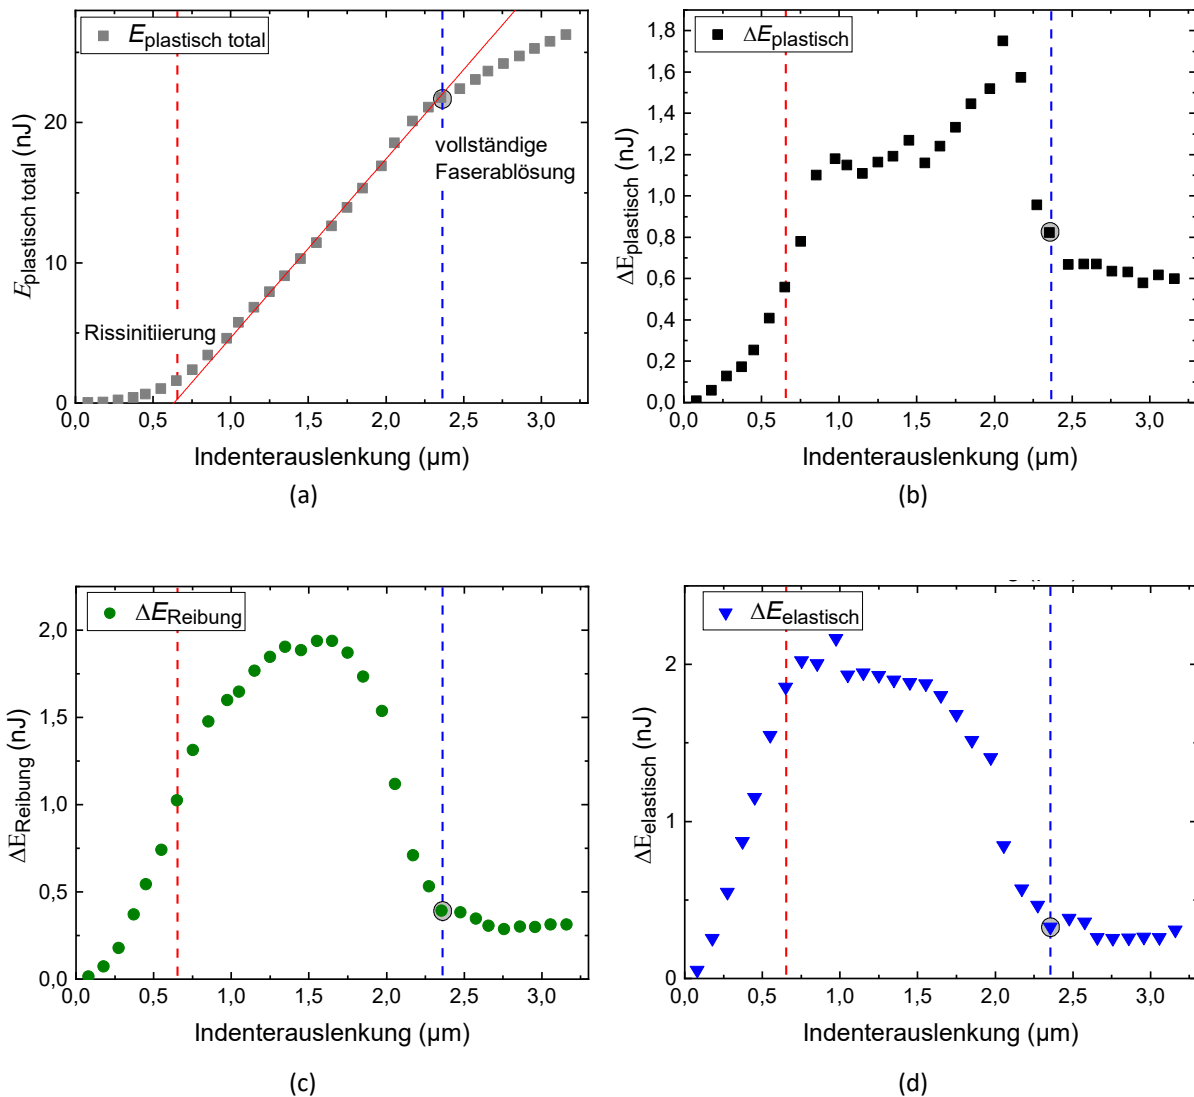 E plastisch total
E plastisch total (nJ)
20
10
0
Rissinitiierung
vollständige
Faserablösung
0,0 0,5 1,0 1,5 2,0 2,5 3,0
Indenterauslenkung (µm)
(a)
ΔE plastisch
ΔE plastisch (nJ)
1,8
1,6
1,4
1,2
1,0
0,8
0,6
0,4
0,2
0,0
0,0 0,5 1,0 1,5 2,0 2,5 3,0
Indenterauslenkung (µm)
(b)
ΔE Reibung
ΔE Reibung (nJ)
2,0
1,5
1,0
0,5
0,0
0,0 0,5 1,0 1,5 2,0 2,5 3,0
Indenterauslenkung (µm)
(c)
ΔE elastisch
ΔE elastisch (nJ)
2
1
0
0,0 0,5 1,0 1,5 2,0 2,5 3,0
Indenterauslenkung (µm)
(d)